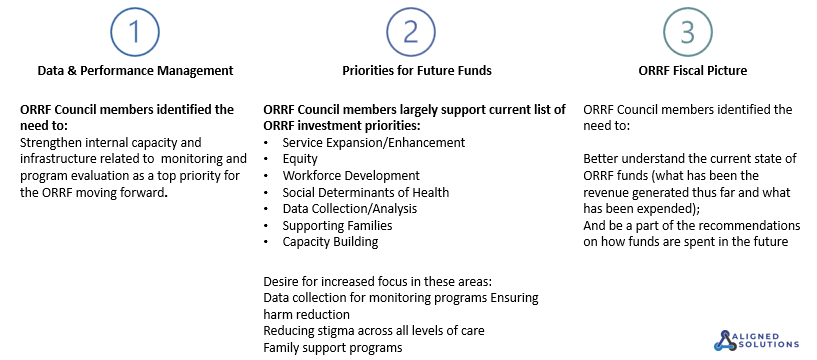 1
Data & Performance Management
ORRF Council members identified the
need to:
Strengthen internal capacity and
infrastructure related to monitoring and
program evaluation as a top priority for
the ORRF moving forward.
2
Priorities for Future Funds
ORRF Council members largely support current list of
ORRF investment priorities:
• Service Expansion/Enhancement
• Equity
• Workforce Development
• Social Determinants of Health
• Data Collection/Analysis
• Supporting Families
• Capacity Building
Desire for increased focus in these areas:
Data collection for monitoring programs Ensuring
harm reduction
Reducing stigma across all levels of care
Family support programs
3
ORRF Fiscal Picture
ORRF Council members identified the
need to:
Better understand the current state of
ORRF funds (what has been the
revenue generated thus far and what
has been expended);
And be a part of the recommendations
on how funds are spent in the future
ALIGNED
SOLUTIONS